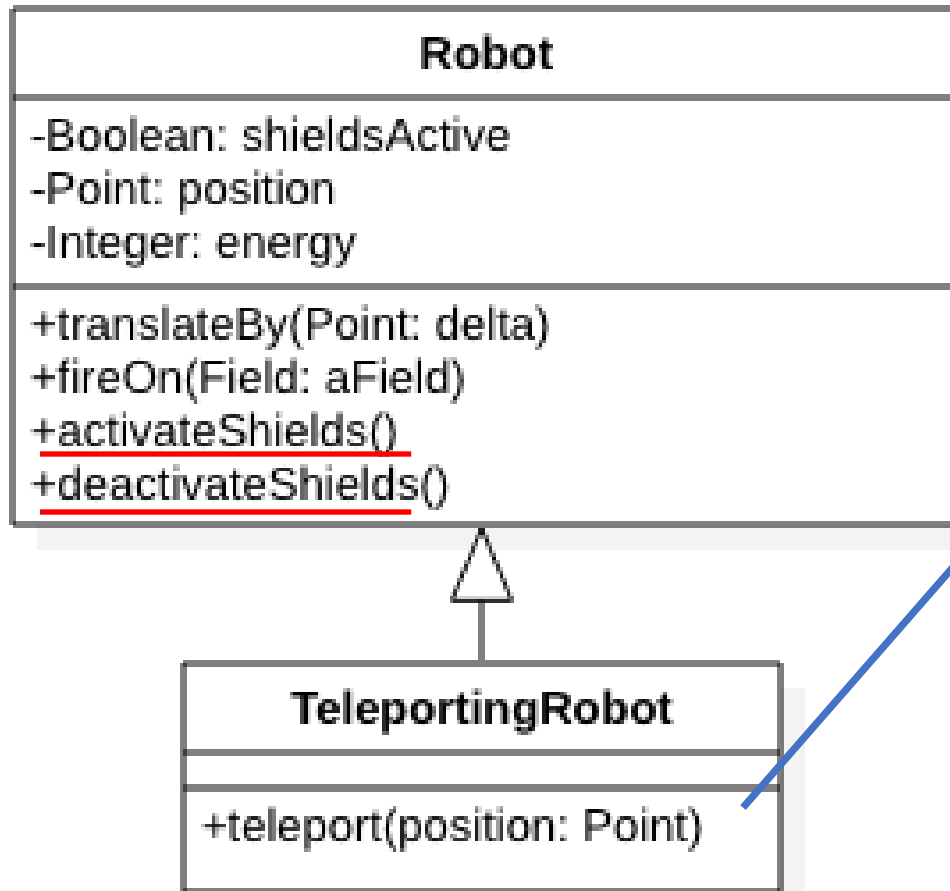 Robot
-Boolean: shieldsActive
-Point: position
-Integer: energy
+translateBy(Point: delta)
+fireOn(Field: aField)
+activateShields()
+deactivateShields()
TeleportingRobot
+teleport(position: Point)